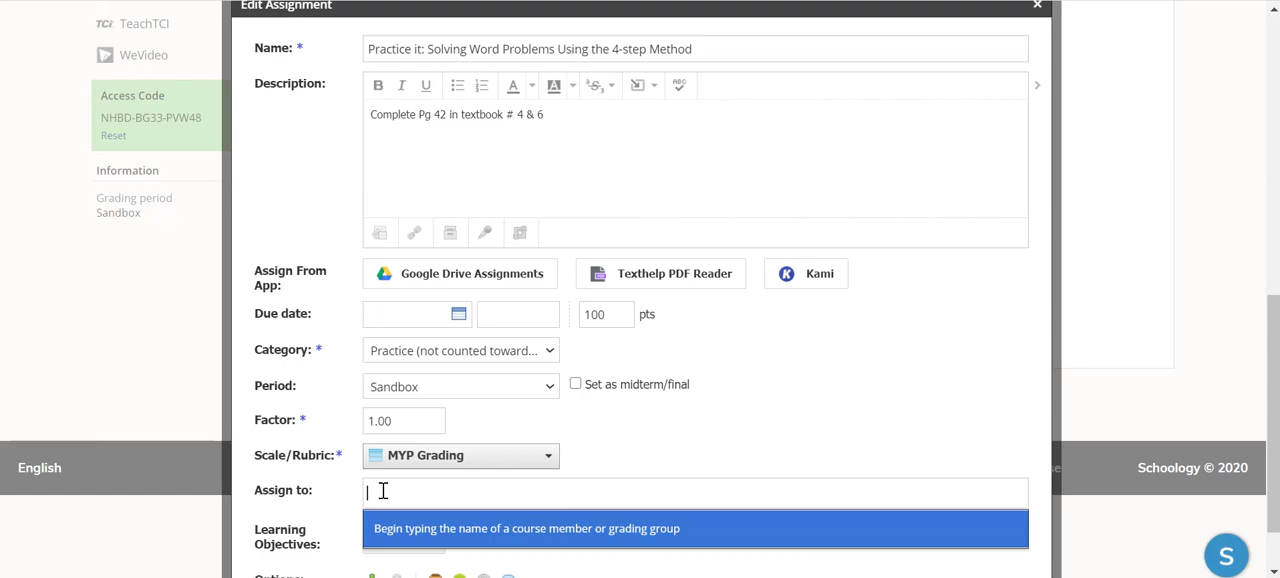 Edit Assignment
×
TCi TeachTCI
WeVideo
Access Code
NHBD-BG33-PVW48
Reset
Information
Grading period
Sandbox
Name: *
Practice it: Solving Word Problems Using the 4-step Method
Description:
B I U A A ABC
Complete Pg 42 in textbook # 4 & 6
Assign From
App:
Google Drive Assignments
Texthelp PDF Reader
K Kami
Due date:
100 pts
Category: *
Practice (not counted toward...
Period:
Sandbox
Set as midterm/final
Factor: *
1.00
Scale/Rubric:*
MYP Grading
Assign to:
Begin typing the name of a course member or grading group
Learning
Objectives:
English
Schoology © 2020
S